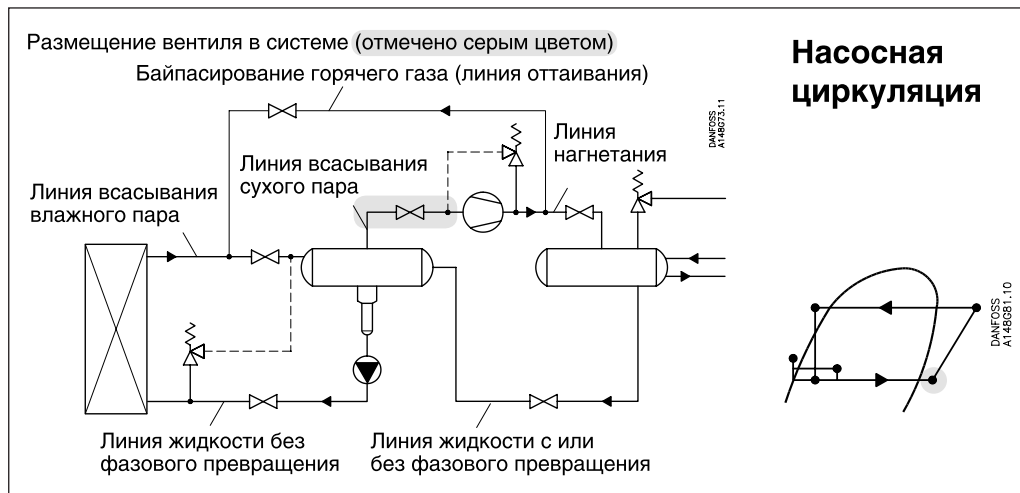 Размещение вентиля в системе (отмечено серым цветом)
Байпасирование горячего газа (линия оттаивания)
Насосная
циркуляция
DANFOSS
A148G73.11
Линия
нагнетания
Линия всасывания
сухого пара
Линия всасывания
влажного пара
DANFOSS
A148G81.10
Линия жидкости без
фазового превращения
Линия жидкости с или
без фазового превращения